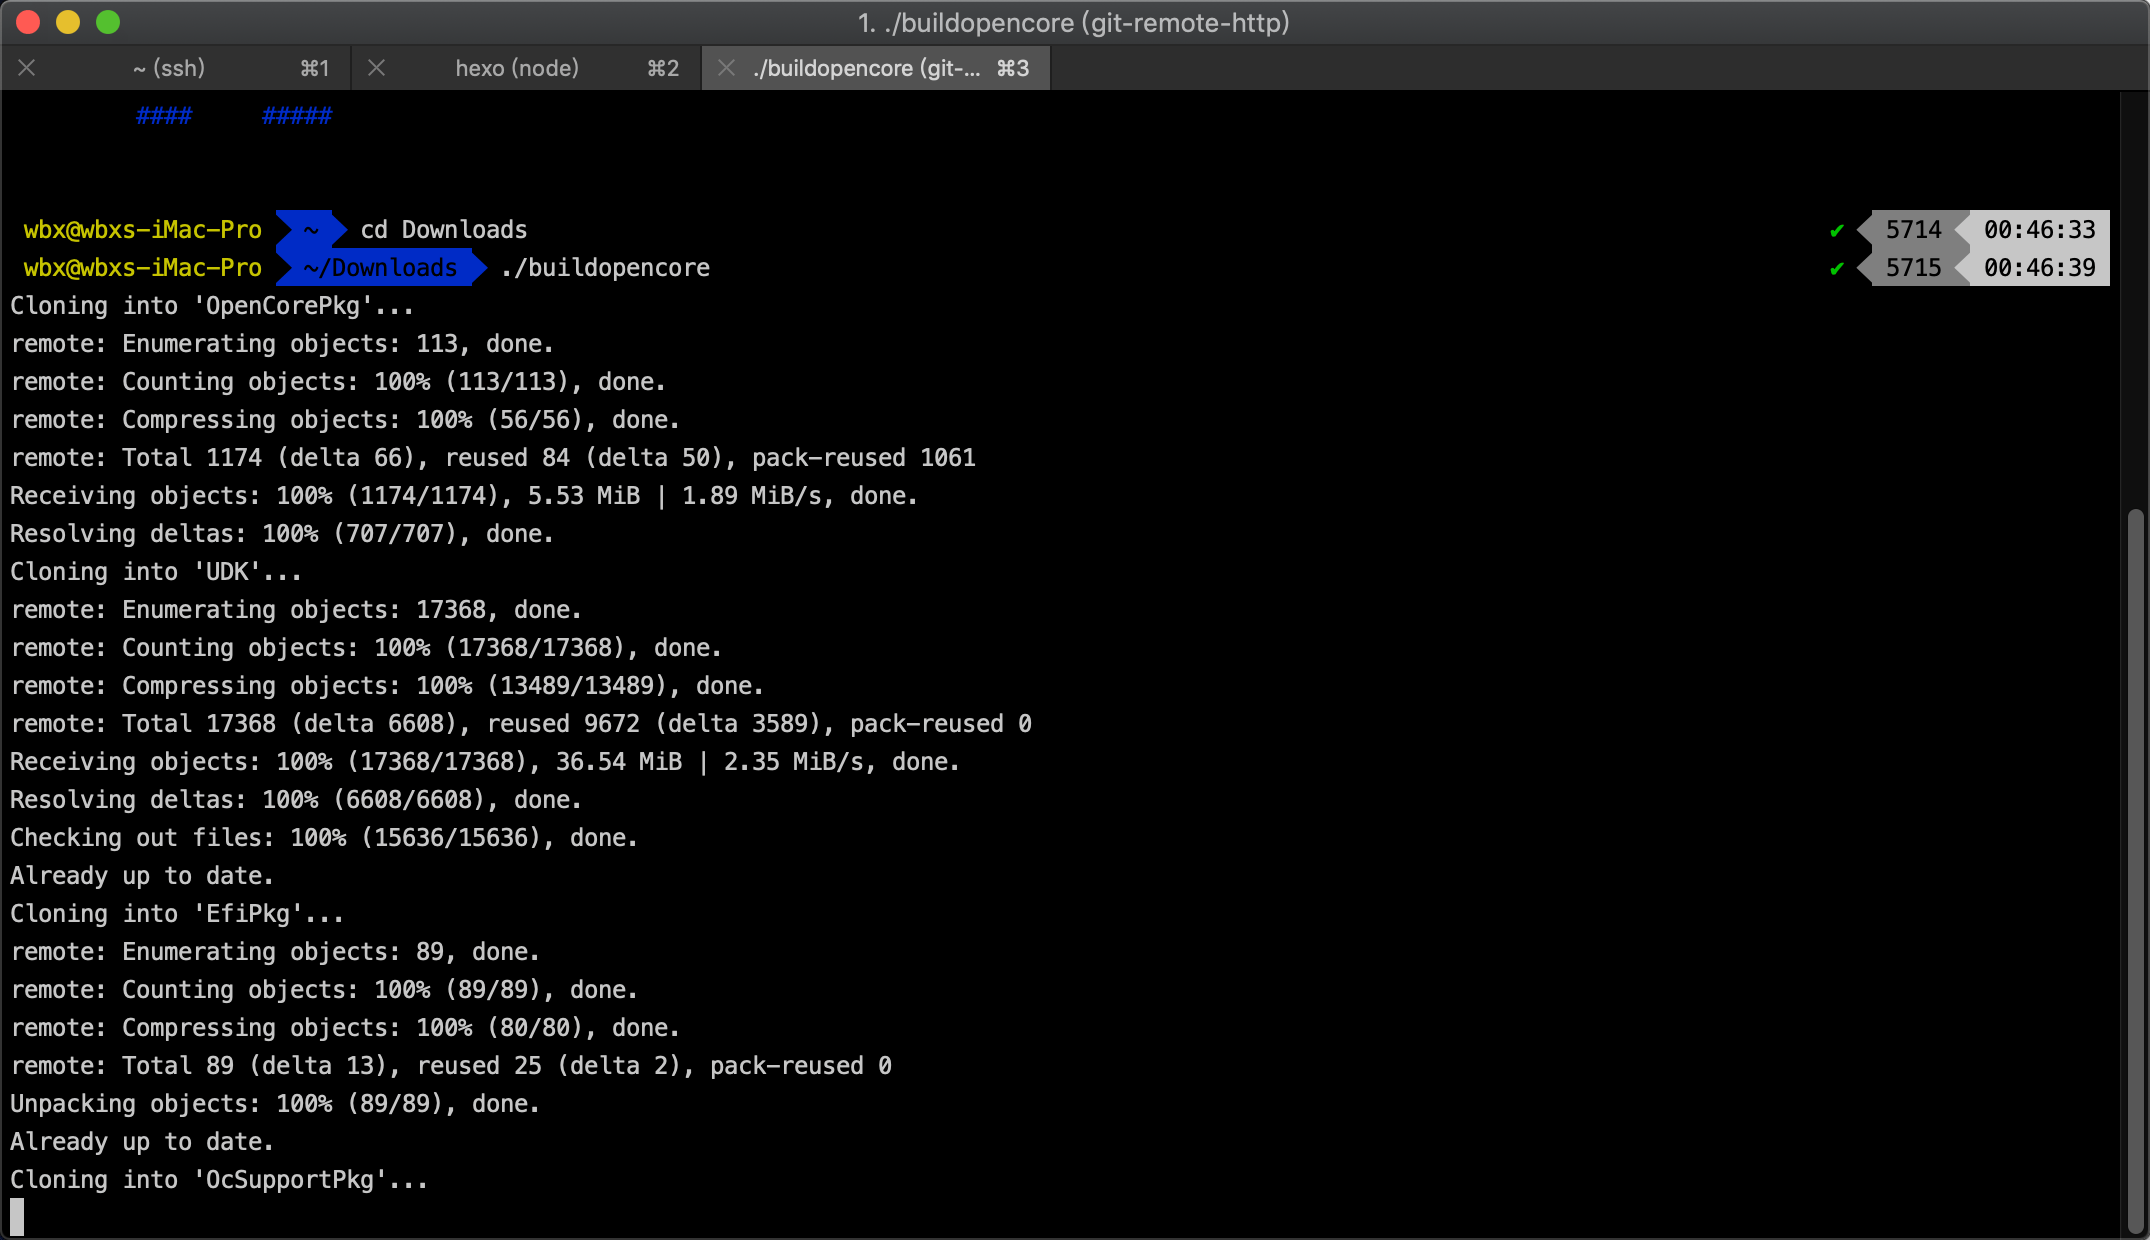 1. ./buildopencore (git-remote-http)
~ (ssh) ⌘1 hexo (node) ⌘2 ./buildopencore (git-... ⌘3
#### #####
wbx@wbxs-iMac-Pro ~ cd Downloads ✔ 5714 00:46:33
wbx@wbxs-iMac-Pro ~/Downloads ./buildopencore ✔ 5715 00:46:39
Cloning into 'OpenCorePkg'...
remote: Enumerating objects: 113, done.
remote: Counting objects: 100% (113/113), done.
remote: Compressing objects: 100% (56/56), done.
remote: Total 1174 (delta 66), reused 84 (delta 50), pack-reused 1061
Receiving objects: 100% (1174/1174), 5.53 MiB | 1.89 MiB/s, done.
Resolving deltas: 100% (707/707), done.
Cloning into 'UDK'...
remote: Enumerating objects: 17368, done.
remote: Counting objects: 100% (17368/17368), done.
remote: Compressing objects: 100% (13489/13489), done.
remote: Total 17368 (delta 6608), reused 9672 (delta 3589), pack-reused 0
Receiving objects: 100% (17368/17368), 36.54 MiB | 2.35 MiB/s, done.
Resolving deltas: 100% (6608/6608), done.
Checking out files: 100% (15636/15636), done.
Already up to date.
Cloning into 'EfiPkg'...
remote: Enumerating objects: 89, done.
remote: Counting objects: 100% (89/89), done.
remote: Compressing objects: 100% (80/80), done.
remote: Total 89 (delta 13), reused 25 (delta 2), pack-reused 0
Unpacking objects: 100% (89/89), done.
Already up to date.
Cloning into 'OcSupportPkg'...